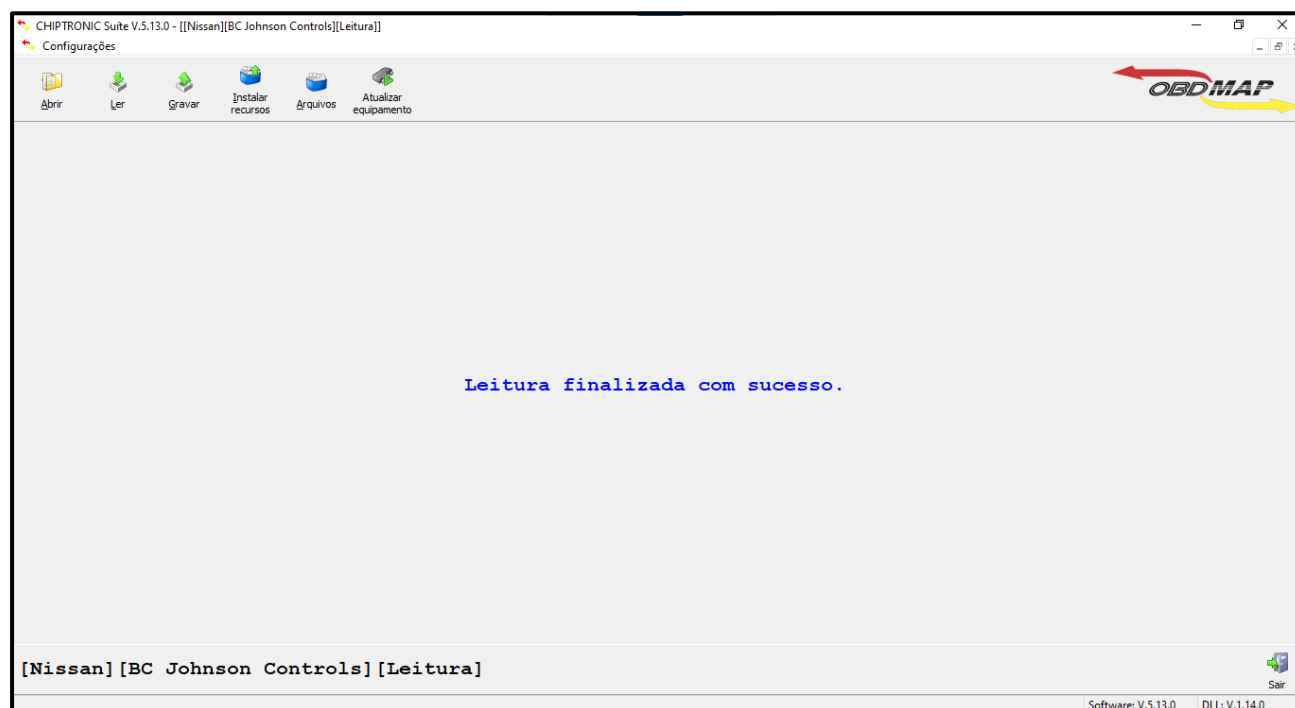 CHIPTRONIC Suíte V.5.13.0 - [[Nissan][BC Johnson Controls][Leitura]]
Configurações
Abrir
Ler
Gravar
Instalar
recursos
Arquivos
Atualizar
equipamento
OBDMAP
Leitura finalizada com sucesso.
[Nissan][BC Johnson Controls][Leitura]
Sair
Software: V.5.13.0 DLL: V.1.14.0